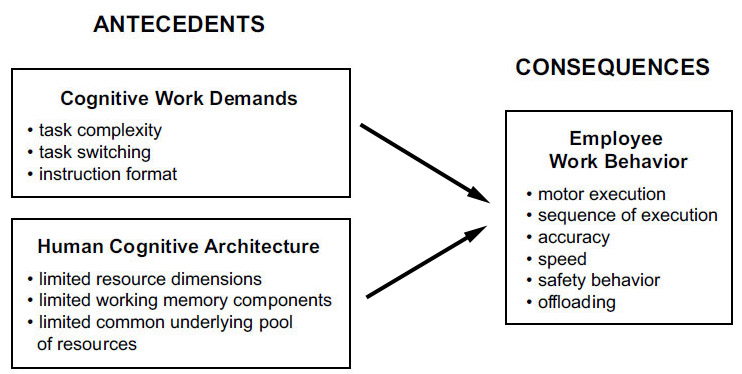 ANTECEDENTS
Cognitive Work Demands
• task complexity
• task switching
• instruction format
Human Cognitive Architecture
• limited resource dimensions
• limited working memory components
• limited common underlying pool
of resources
CONSEQUENCES
Employee
Work Behavior
• motor execution
• sequence of execution
• accuracy
• speed
• safety behavior
• offloading